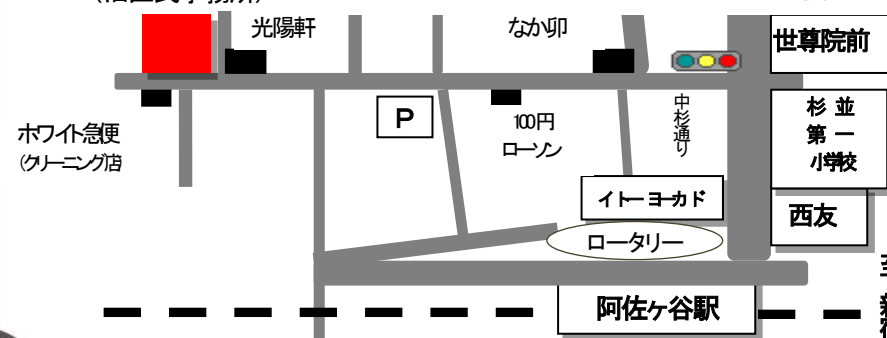 光陽軒
なか卯
世尊院前
P
100円
ローソン
中杉通り
杉並
第一
小学校
ホワイト急便
(クリーニング店
イトーヨーカド
西友
ロータリー
阿佐ヶ谷駅